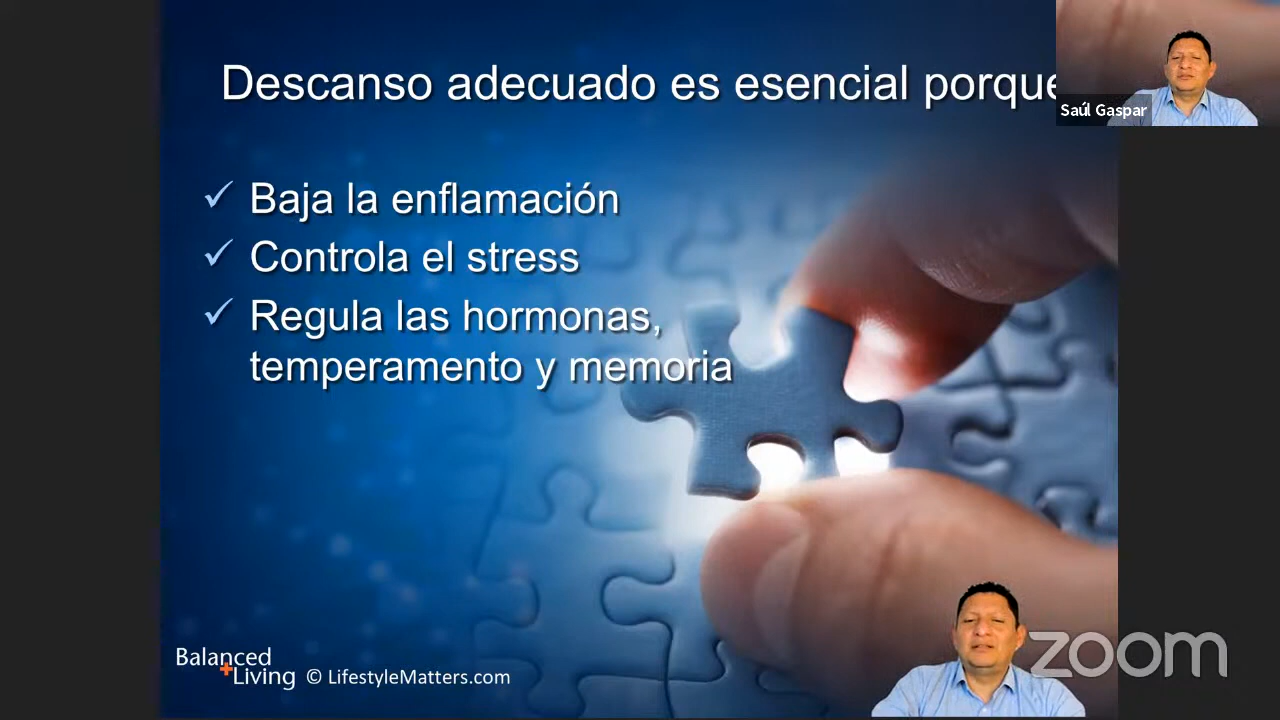 Descanso adecuado es esencial porque
Saúl Gaspar
✓ Baja la enflamación
✓ Controla el stress
✓ Regula las hormonas,
temperamento y memoria
Balanced
+Living © LifestyleMatters.com
zoom